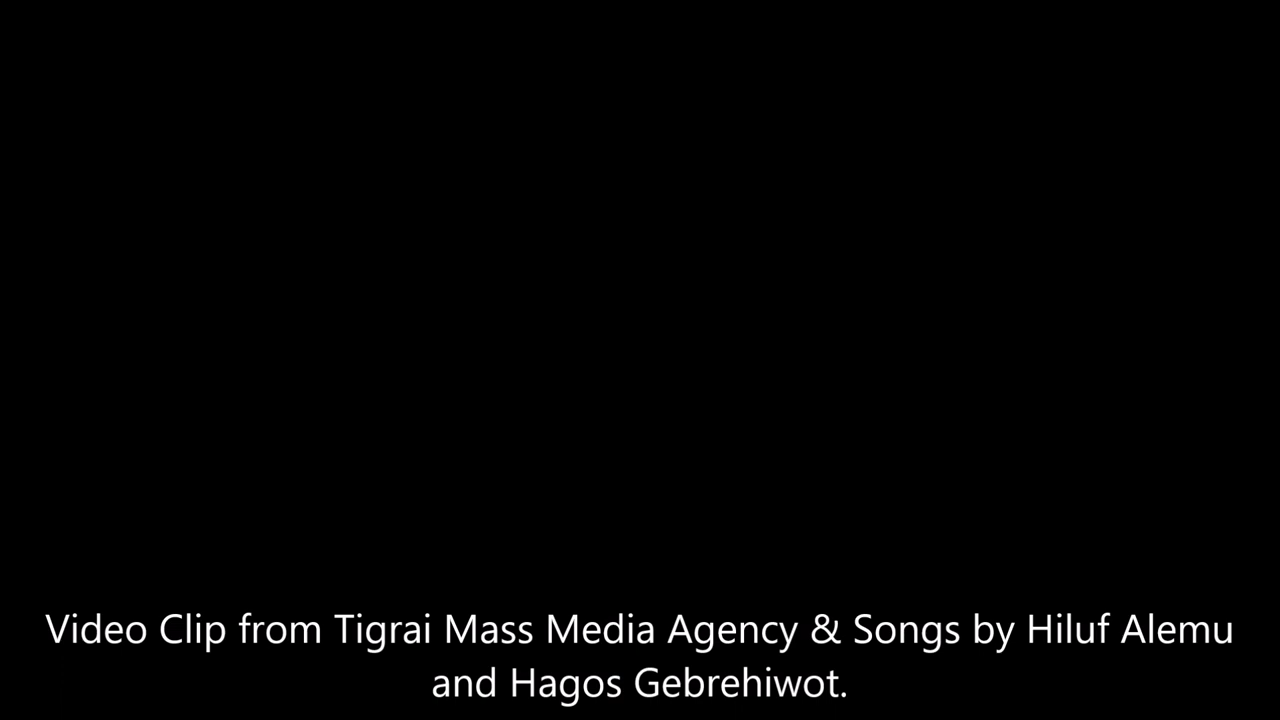 Video Clip from Tigrai Mass Media Agency & Songs by Hiluf Alemu
and Hagos Gebrehiwot.